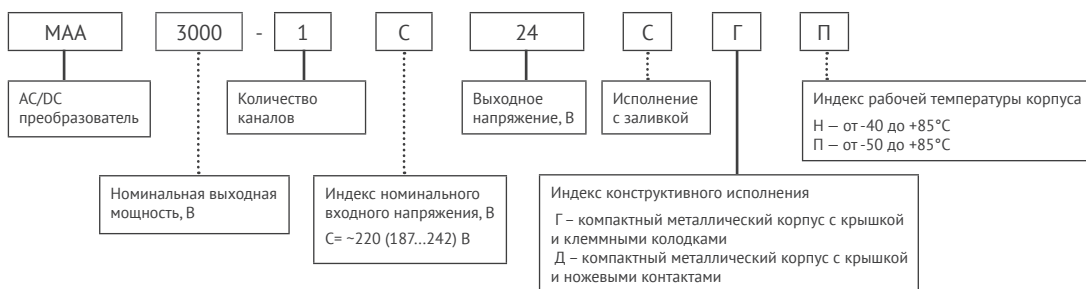 МАА 3000 - 1 С 24 С Г П
AC/DC
преобразователь
Количество
каналов
Выходное
напряжение, В
Исполнение
с заливкой
Индекс рабочей температуры корпуса
Н — от -40 до +85°С
П — от -50 до +85°С
Номинальная выходная
мощность, В
Индекс номинального
входного напряжения, В
С= ~220 (187...242) В
Индекс конструктивного исполнения
Г – компактный металлический корпус с крышкой
и клеммными колодками
Д – компактный металлический корпус с крышкой
и ножевыми контактами